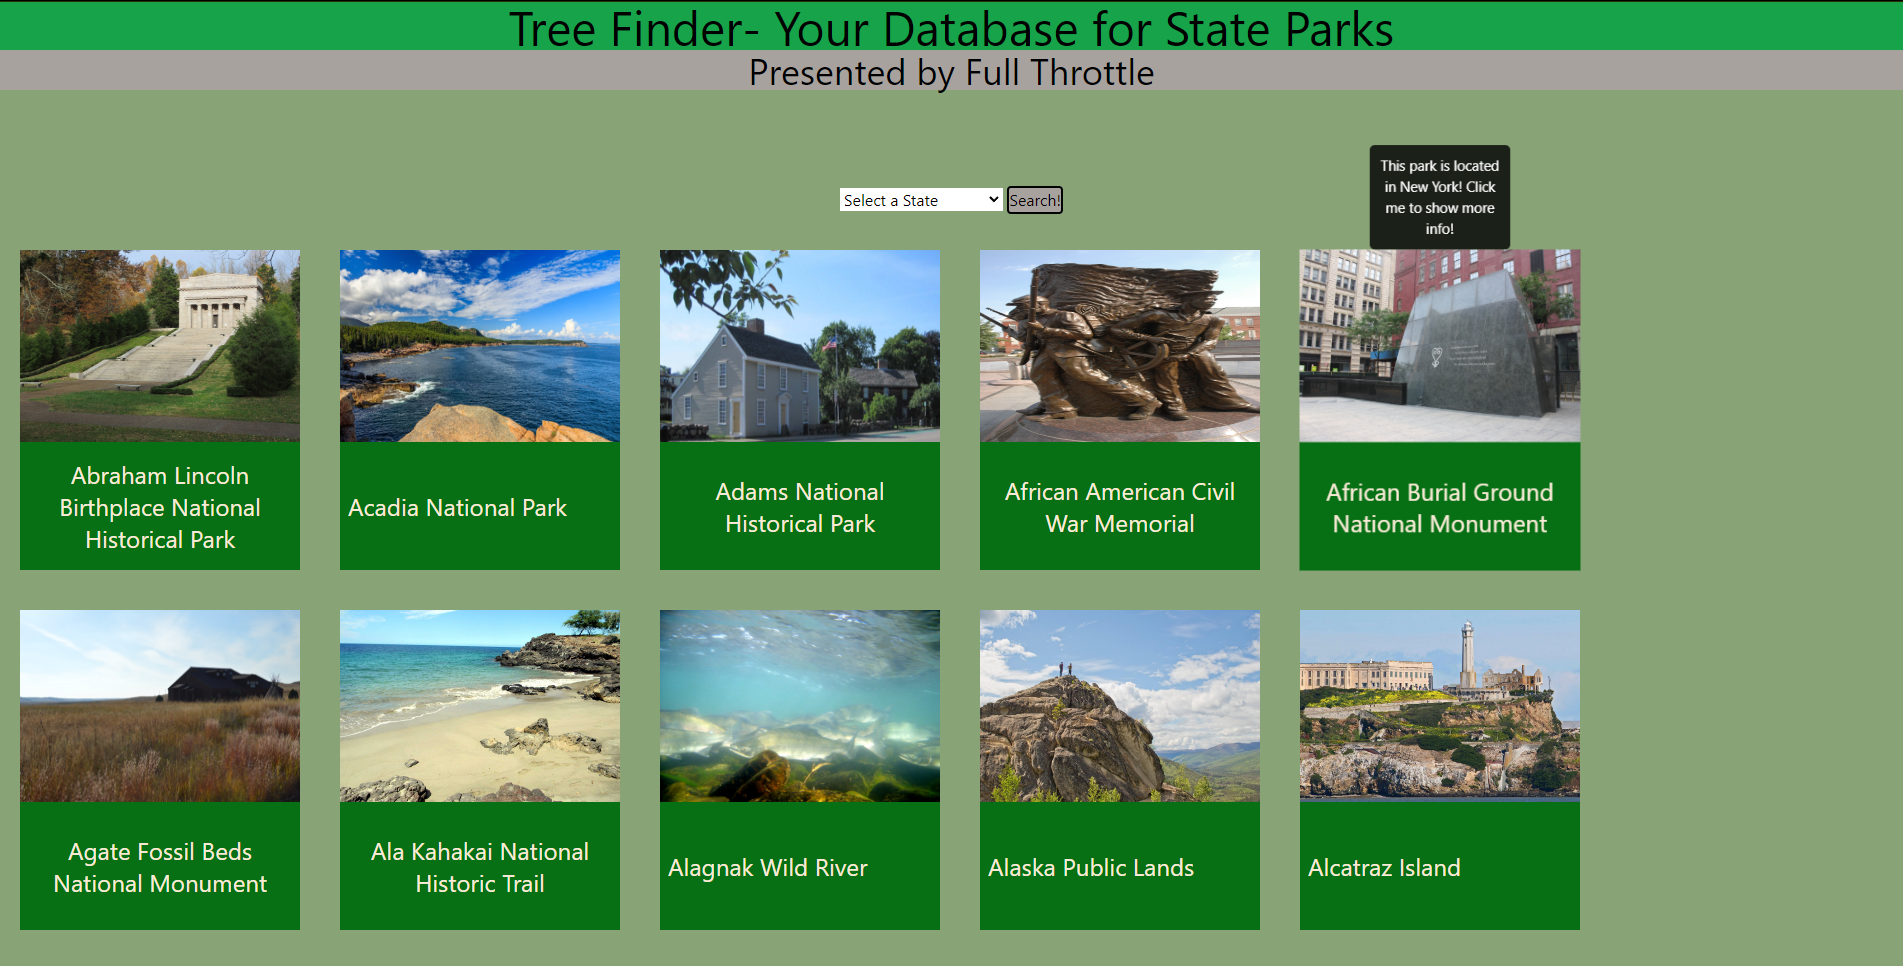 Tree Finder- Your Database for State Parks
Presented by Full Throttle
This park is located
in New York! Click
me to show more
info!
Select a State
Search!
Abraham Lincoln
Birthplace National
Historical Park
Acadia National Park
Adams National
Historical Park
African American Civil
War Memorial
African Burial Ground
National Monument
Agate Fossil Beds
National Monument
Ala Kahakai National
Historic Trail
Alagnak Wild River
Alaska Public Lands
Alcatraz Island